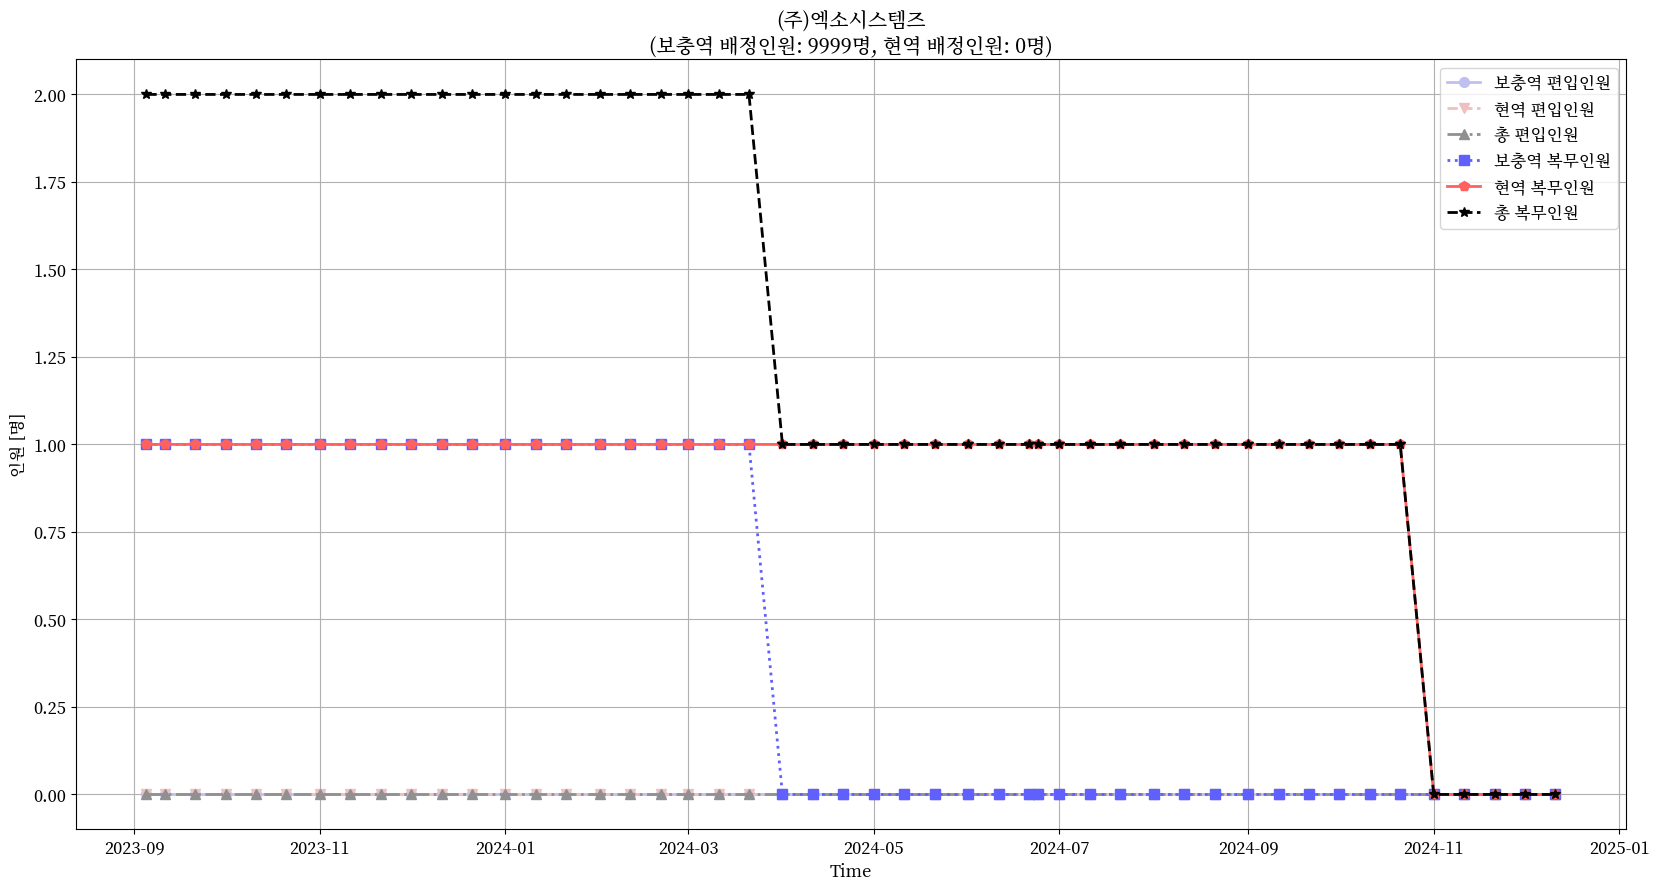 (주)엑소시스템즈
(보충역 배정인원: 9999명, 현역 배정인원: 0명)
보충역 편입인원
현역 편입인원
총 편입인원
보충역 복무인원
현역 복무인원
총 복무인원
인원 [명]
2.00
1.75
1.50
1.25
1.00
0.75
0.50
0.25
0.00
2023-09
2023-11
2024-01
2024-03
2024-05
2024-07
2024-09
2024-11
2025-01
Time